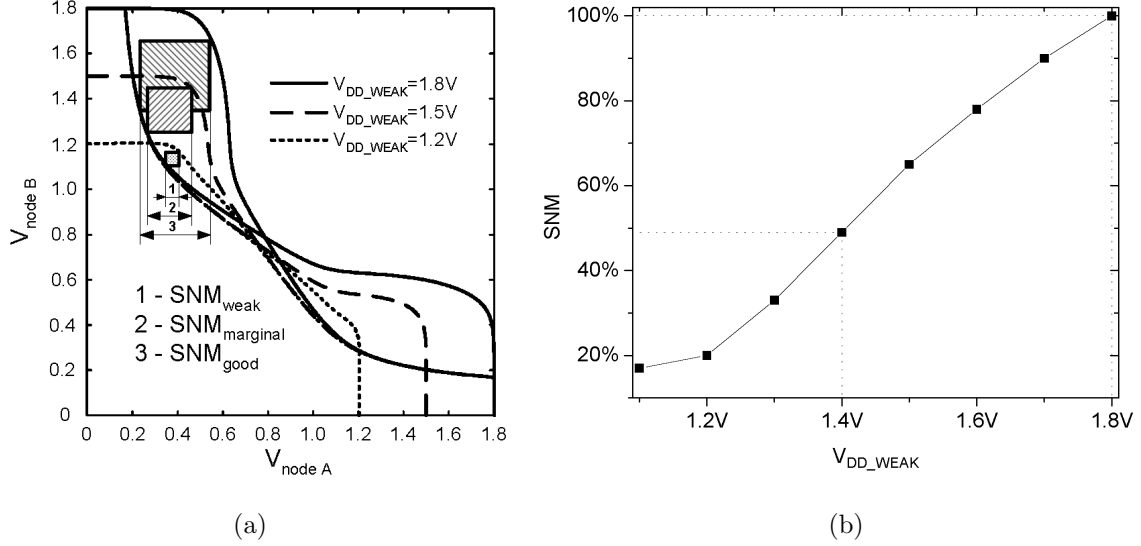 1.8
1.6
1.4
1.2
1.0
0.8
0.6
0.4
0.2
0
V_node B
V_DD_WEAK=1.8V
V_DD_WEAK=1.5V
V_DD_WEAK=1.2V
1
2
3
1 - SNM_weak
2 - SNM_marginal
3 - SNM_good
0 0.2 0.4 0.6 0.8 1.0 1.2 1.4 1.6 1.8
V_node A
(a)
100%
80%
60%
40%
20%
SNM
1.2V 1.4V 1.6V 1.8V
V_DD_WEAK
(b)